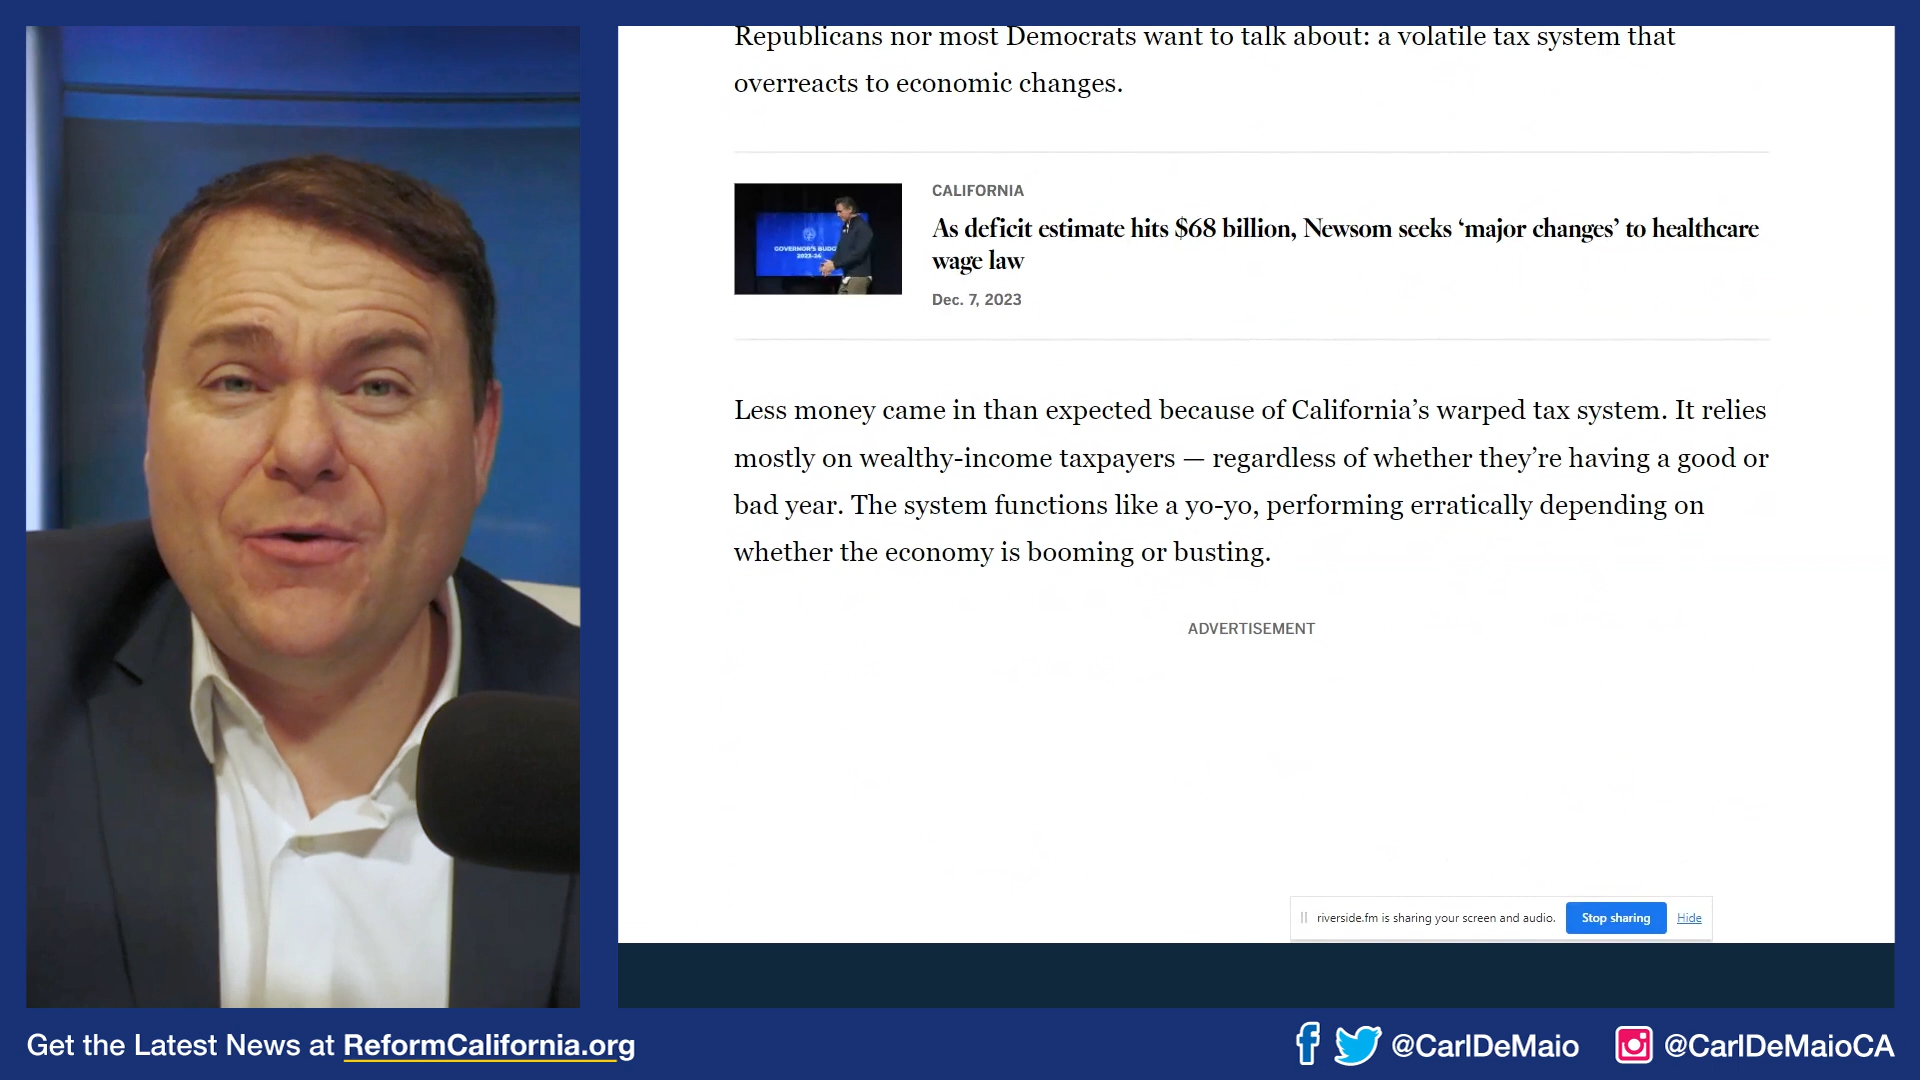 Republicans nor most Democrats want to talk about: a volatile tax system that
overreacts to economic changes.
CALIFORNIA
As deficit estimate hits $68 billion, Newsom seeks ‘major changes’ to healthcare
wage law
Dec. 7, 2023
GOVERNOR'S BUDG
2023-24
Less money came in than expected because of California’s warped tax system. It relies
mostly on wealthy-income taxpayers — regardless of whether they’re having a good or
bad year. The system functions like a yo-yo, performing erratically depending on
whether the economy is booming or busting.
ADVERTISEMENT
riverside.fm is sharing your screen and audio. Stop sharing Hide
Get the Latest News at ReformCalifornia.org
@CarlDeMaio @CarlDeMaioCA